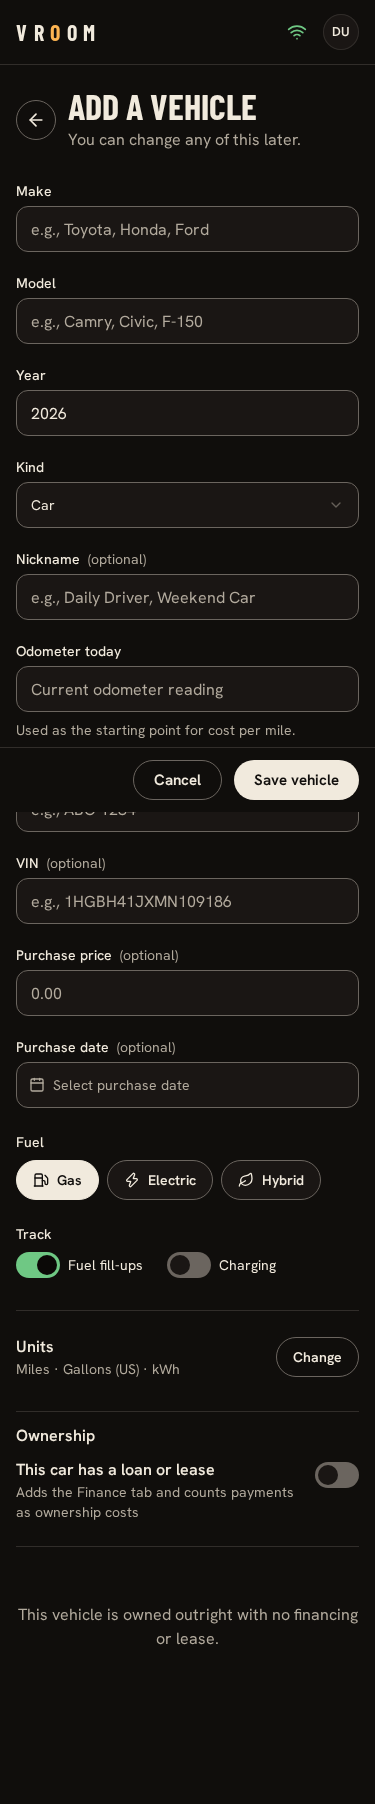 VROOM
DU
ADD A VEHICLE
You can change any of this later.
Make
e.g., Toyota, Honda, Ford
Model
e.g., Camry, Civic, F-150
Year
2026
Kind
Car
Nickname (optional)
e.g., Daily Driver, Weekend Car
Odometer today
Current odometer reading
Used as the starting point for cost per mile.
Cancel
Save vehicle
VIN (optional)
e.g., 1HGBH41JXMN109186
Purchase price (optional)
0.00
Purchase date (optional)
Select purchase date
Fuel
Gas
Electric
Hybrid
Track
Fuel fill-ups
Charging
Units
Miles · Gallons (US) · kWh
Change
Ownership
This car has a loan or lease
Adds the Finance tab and counts payments
as ownership costs
This vehicle is owned outright with no financing
or lease.